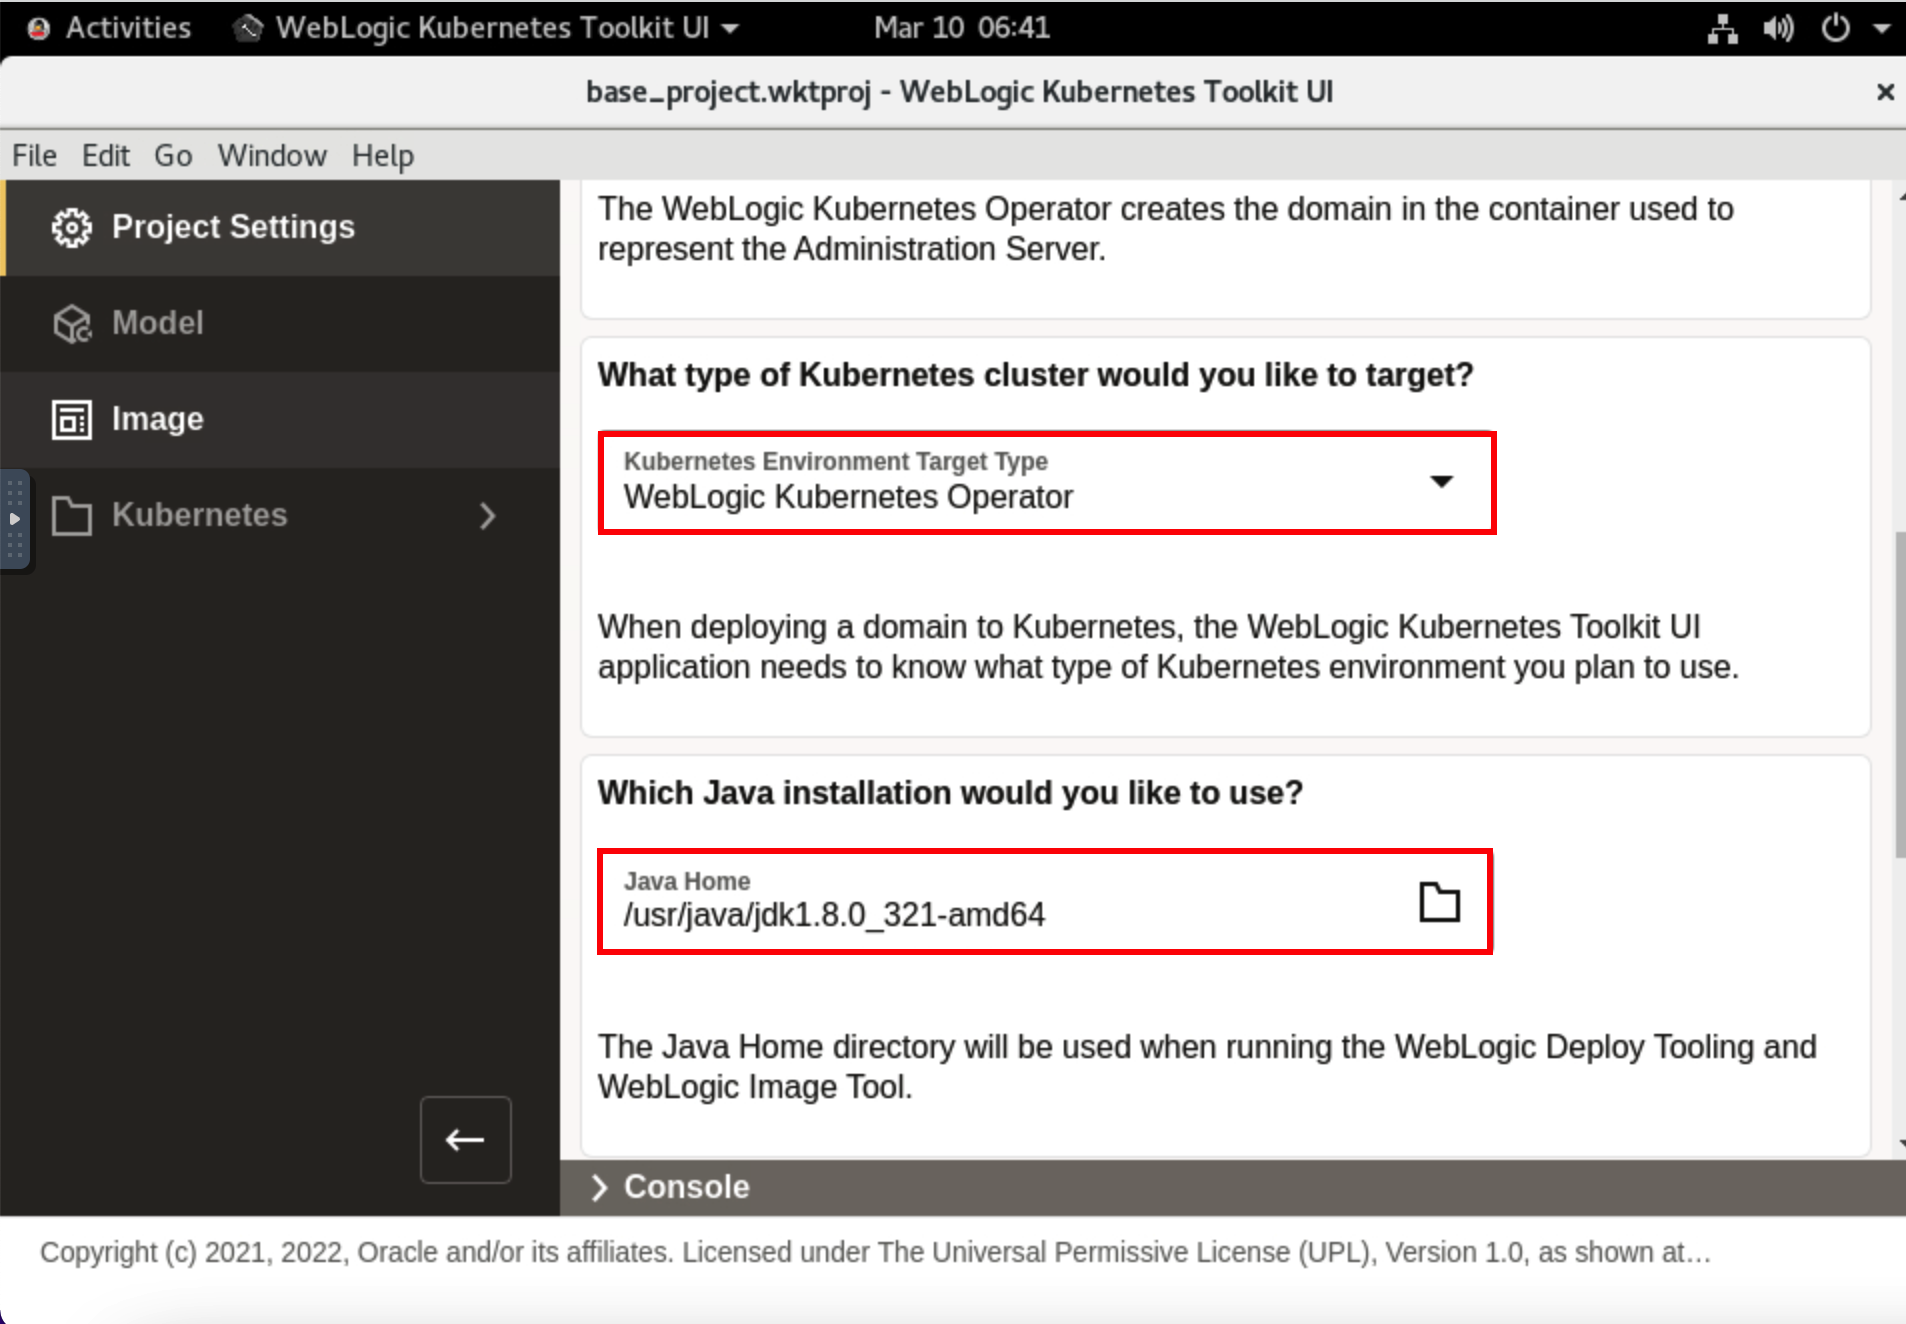 Activities WebLogic Kubernetes Toolkit UI Mar 10 06:41
base_project.wktproj - WebLogic Kubernetes Toolkit UI
File Edit Go Window Help
Project Settings
Model
Image
Kubernetes
The WebLogic Kubernetes Operator creates the domain in the container used to
represent the Administration Server.
What type of Kubernetes cluster would you like to target?
Kubernetes Environment Target Type
WebLogic Kubernetes Operator
When deploying a domain to Kubernetes, the WebLogic Kubernetes Toolkit UI
application needs to know what type of Kubernetes environment you plan to use.
Which Java installation would you like to use?
Java Home
/usr/java/jdk1.8.0_321-amd64
The Java Home directory will be used when running the WebLogic Deploy Tooling and
WebLogic Image Tool.
Console
Copyright (c) 2021, 2022, Oracle and/or its affiliates. Licensed under The Universal Permissive License (UPL), Version 1.0, as shown at...